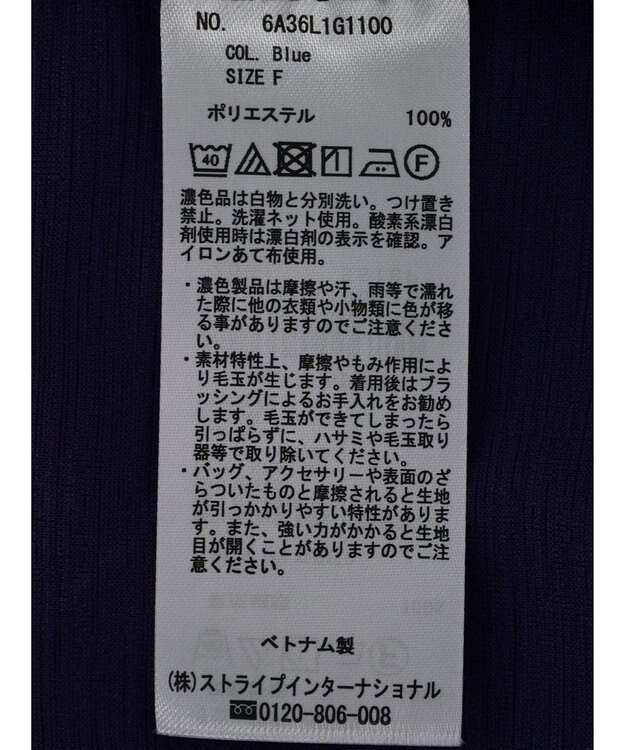 NO. 6A36L1G1100
COL. Blue
SIZE F
ポリエステル 100%
40 F
濃色品は白物と分別洗い。つけ置き
禁止。洗濯ネット使用。酸素系漂白
剤使用時は漂白剤の表示を確認。ア
イロンあて布使用。
・濃色製品は摩擦や汗、雨等で濡れ
た際に他の衣類や小物類に色が移
る事がありますのでご注意くださ
い。
・素材特性上、摩擦やもみ作用によ
り毛玉が生じます。着用後はブラ
ッシングによるお手入れをお勧め
します。毛玉ができてしまったら
引っぱらずに、ハサミや毛玉取り
器等で取り除いてください。
・バッグ、アクセサリーや表面のざ
らついたものと摩擦されると生地
が引っかかりやすい特性がありま
す。また、強い力がかかると生地
目が開くことがありますのでご注
意ください。
ベトナム製
(株)ストライプインターナショナル
0120-806-008